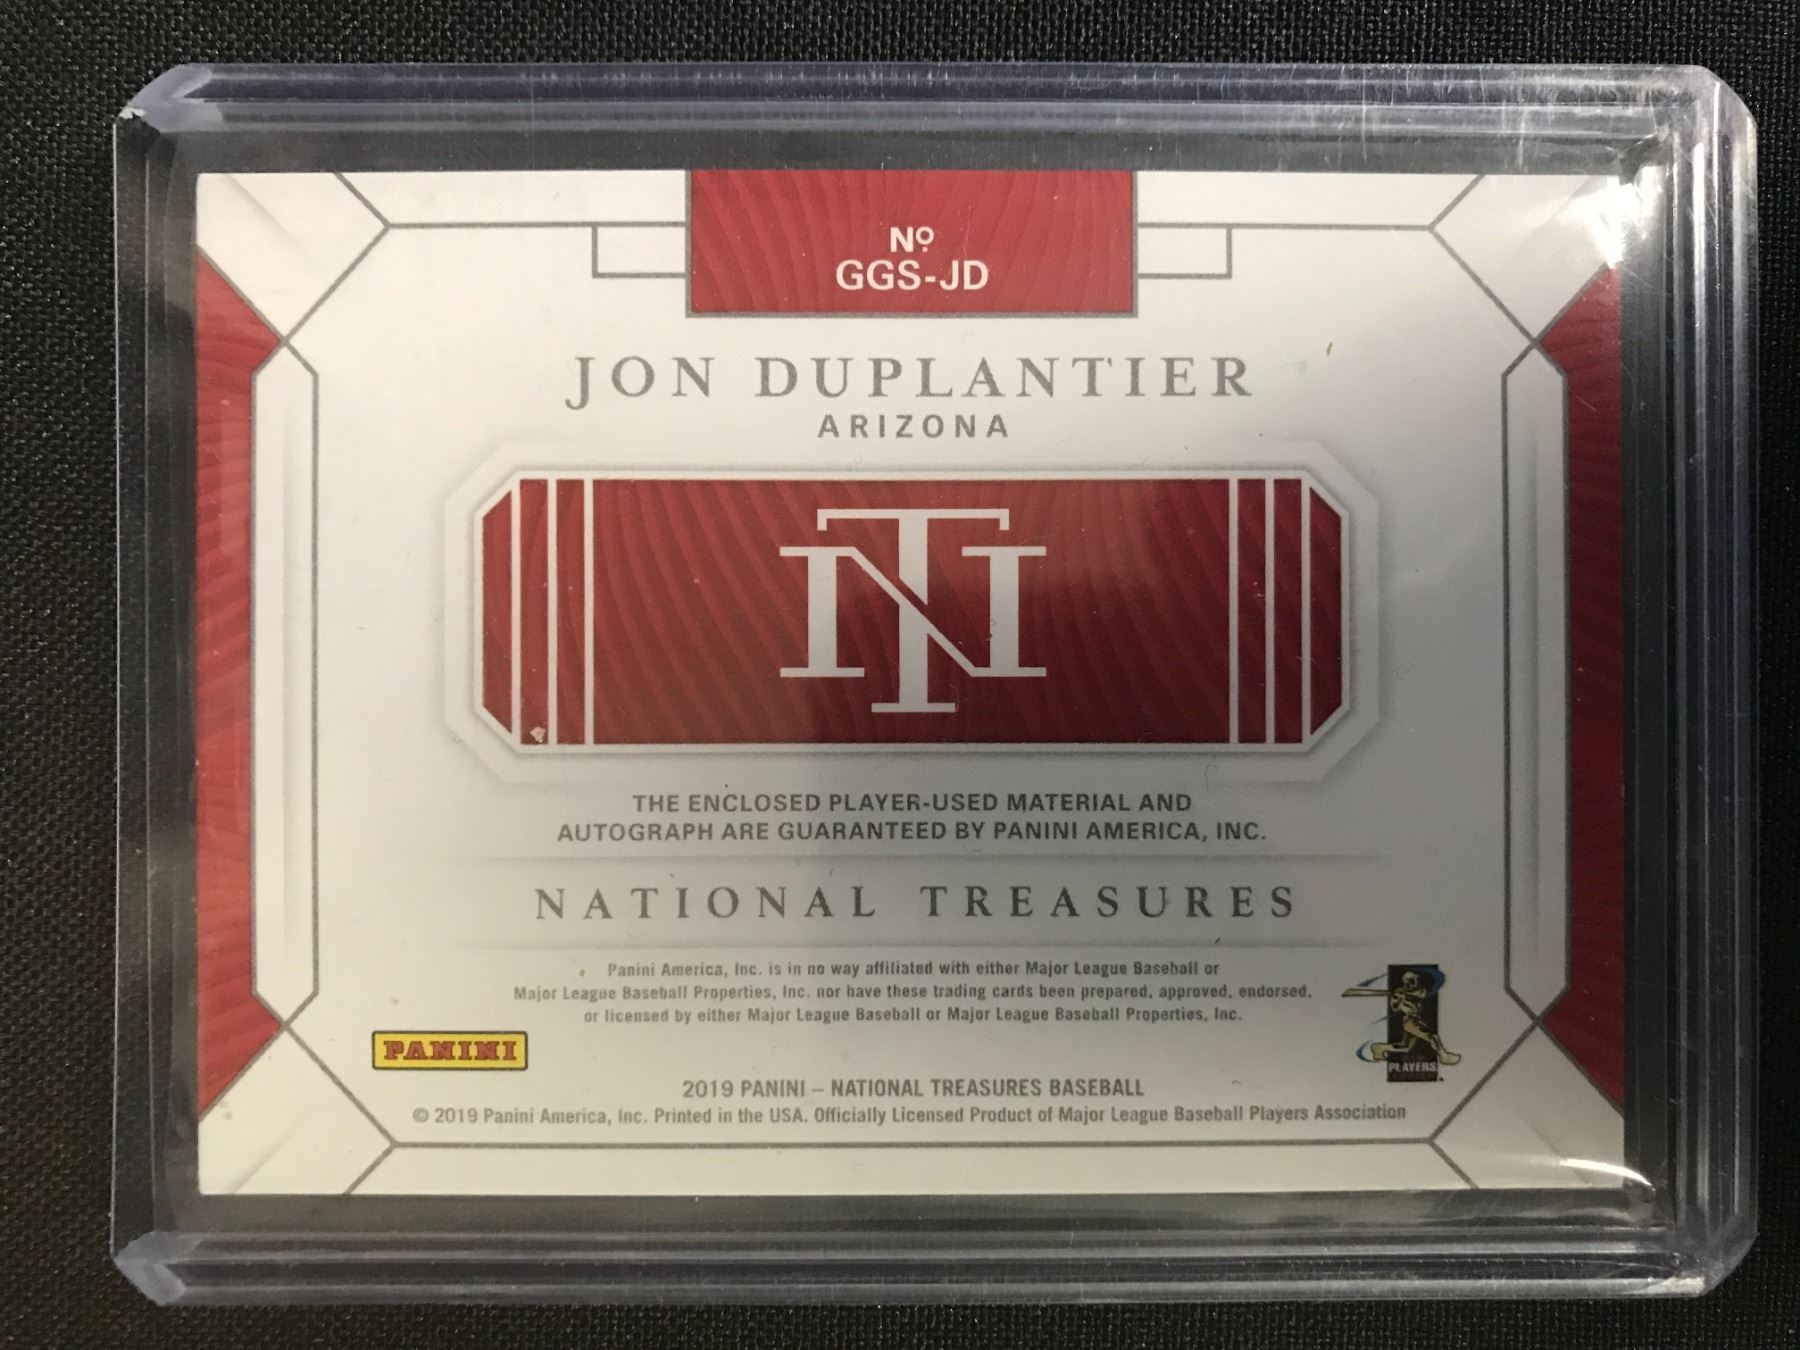 Nº
GGS-JD
JON DUPLANTIER
ARIZONA
NT
THE ENCLOSED PLAYER-USED MATERIAL AND
AUTOGRAPH ARE GUARANTEED BY PANINI AMERICA, INC.
NATIONAL TREASURES
Panini America, Inc. is in no way affiliated with either Major League Baseball or
Major League Baseball Properties, Inc. nor have these trading cards been prepared, approved, endorsed,
or licensed by either Major League Baseball or Major League Baseball Properties, Inc.
PANINI
PLAYERS
2019 PANINI – NATIONAL TREASURES BASEBALL
© 2019 Panini America, Inc. Printed in the USA. Officially Licensed Product of Major League Baseball Players Association